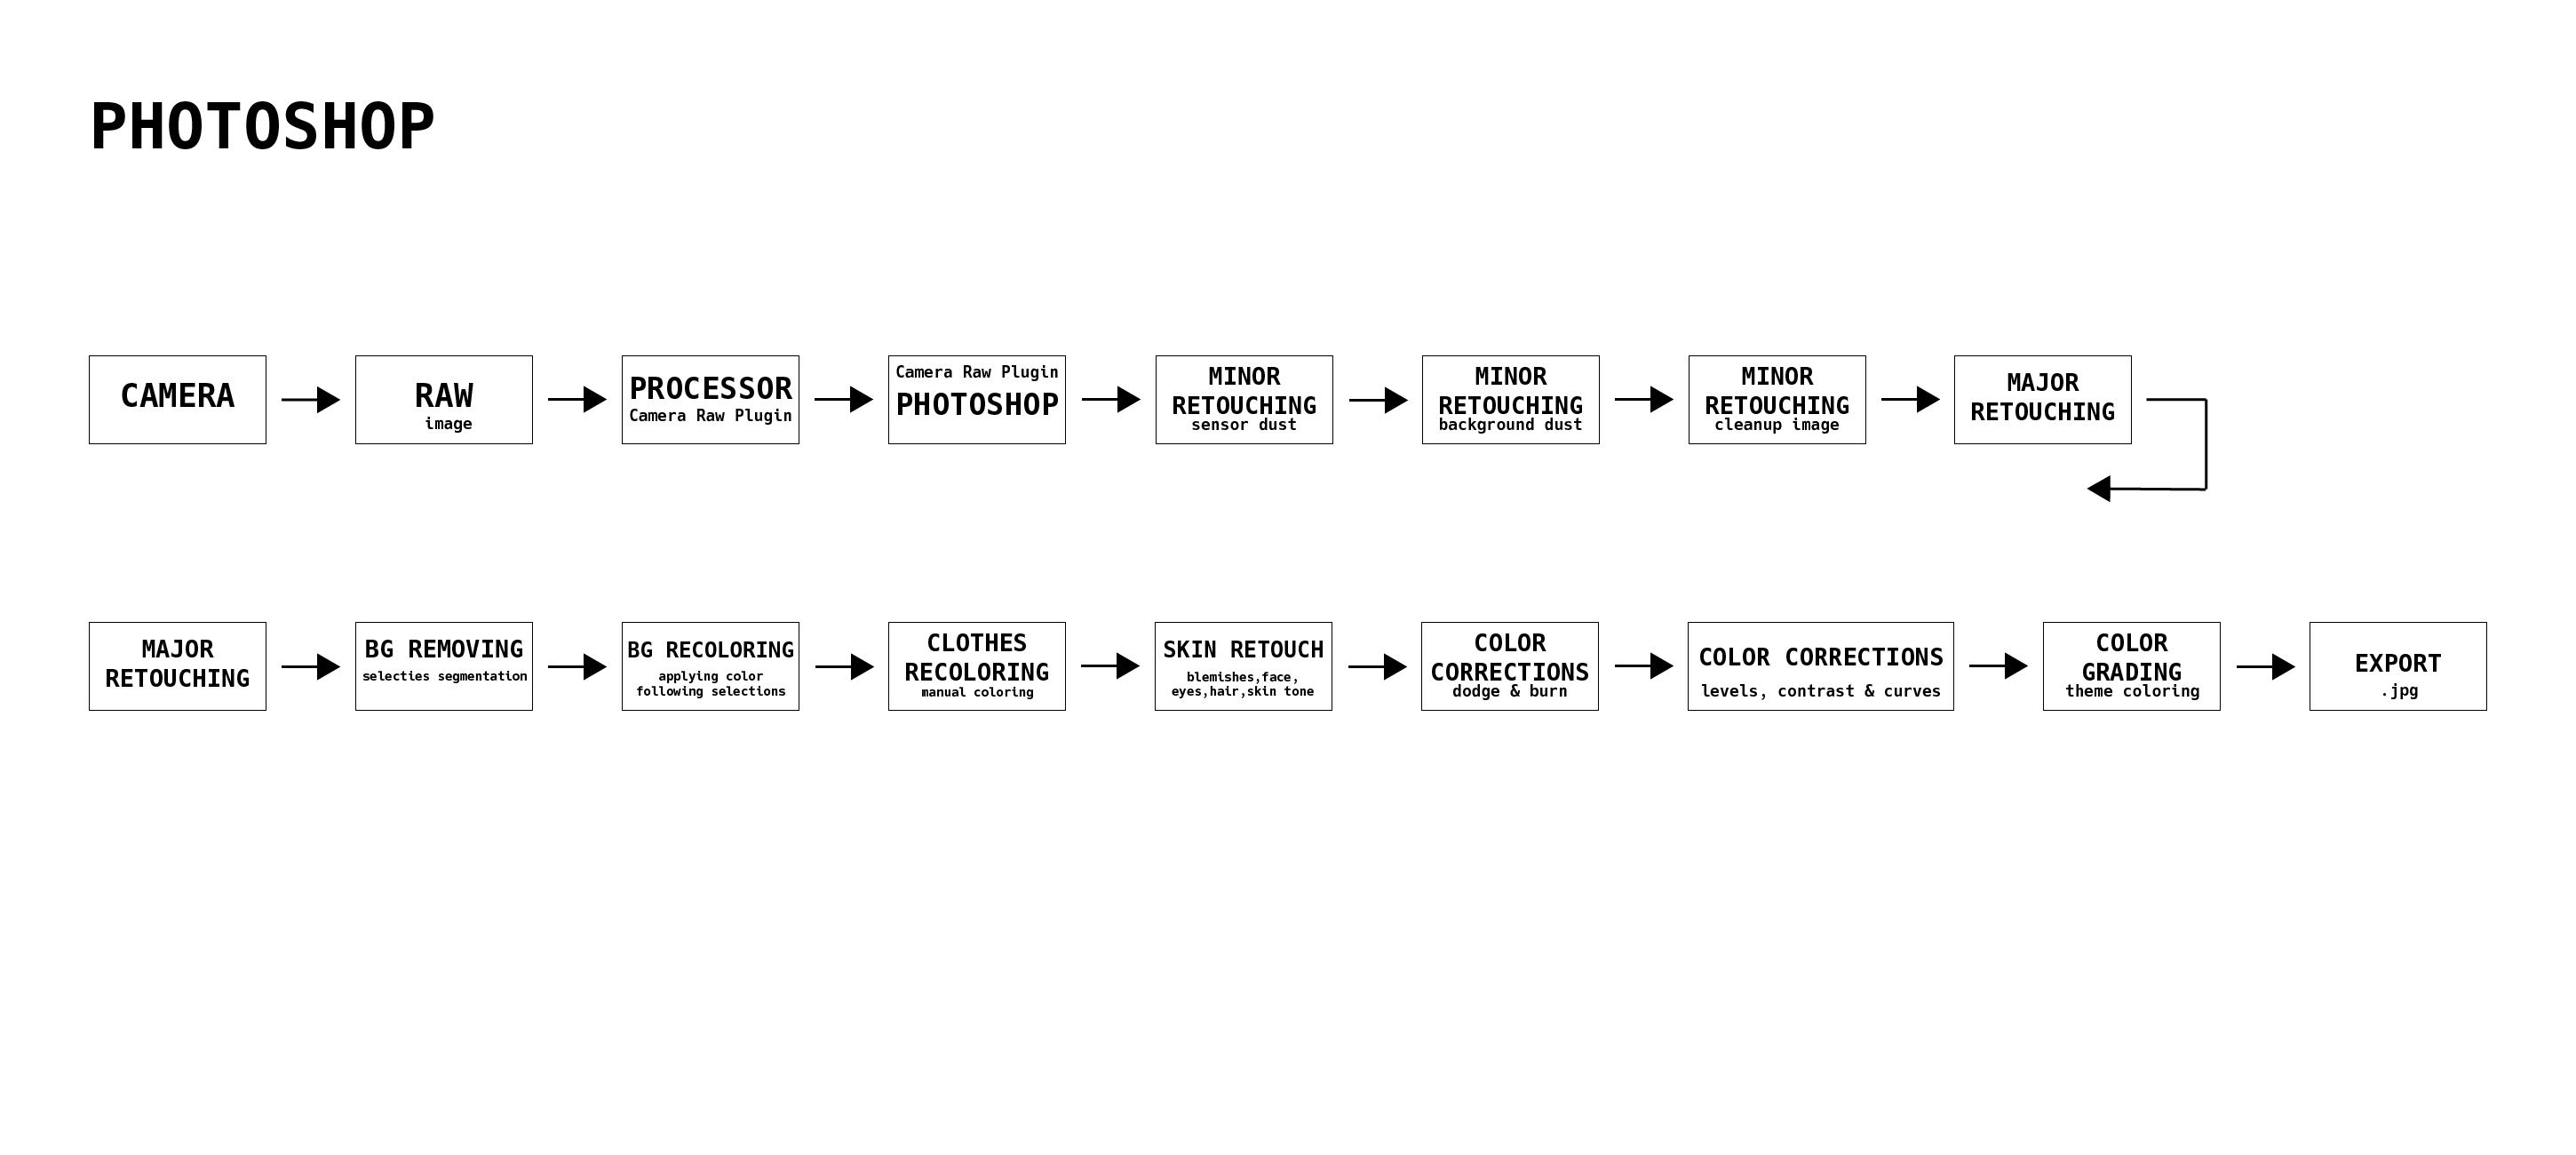 PHOTOSHOP
CAMERA
RAW
image
PROCESSOR
Camera Raw Plugin
Camera Raw Plugin
PHOTOSHOP
MINOR
RETOUCHING
sensor dust
MINOR
RETOUCHING
background dust
MINOR
RETOUCHING
cleanup image
MAJOR
RETOUCHING
MAJOR
RETOUCHING
BG REMOVING
selecties segmentation
BG RECOLORING
applying color
following selections
CLOTHES
RECOLORING
manual coloring
SKIN RETOUCH
blemishes,face,
eyes,hair,skin tone
COLOR
CORRECTIONS
dodge & burn
COLOR CORRECTIONS
levels, contrast & curves
COLOR
GRADING
theme coloring
EXPORT
.jpg